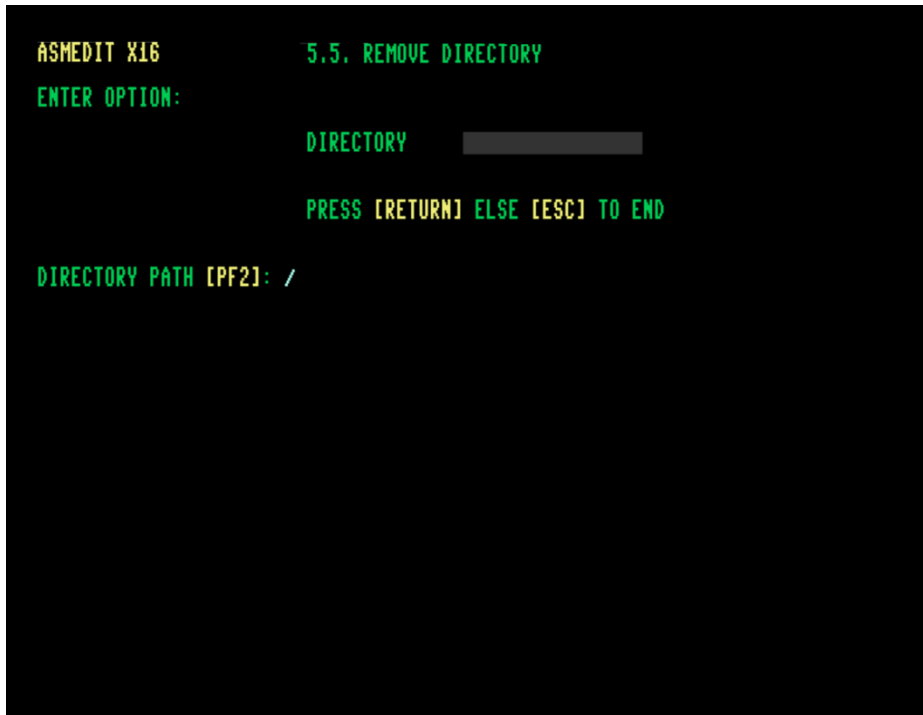 ASMEDIT X16 5.5. REMOVE DIRECTORY
ENTER OPTION:
DIRECTORY
PRESS [RETURN] ELSE [ESC] TO END
DIRECTORY PATH [PF2]: /